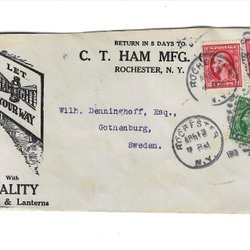 RETURN IN 5 DAYS TO
C. T. HAM MFG.
ROCHESTER, N. Y.
LET
YOUR WAY
With
ALITY
& Lanterns
Wilh. Denninghoff, Esq.,
Gothenburg,
Sweden.
ROCHESTER
N.Y.